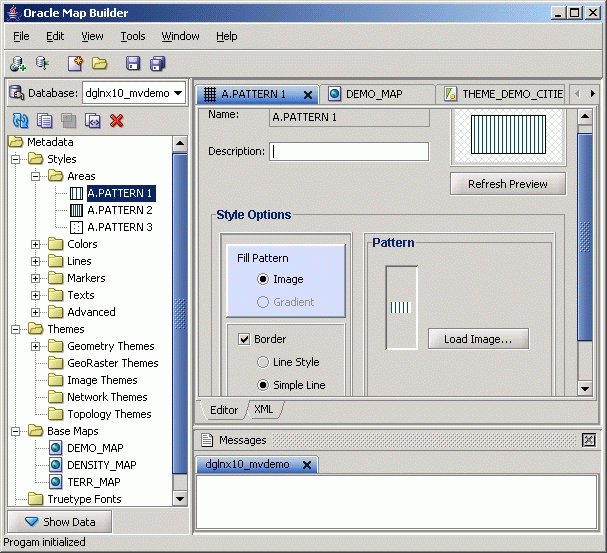 Oracle Map Builder
File Edit View Tools Window Help
Database: dglnx10_mvdemo
Metadata
Styles
Areas
A.PATTERN 1
A.PATTERN 2
A.PATTERN 3
Colors
Lines
Markers
Texts
Advanced
Themes
Geometry Themes
GeoRaster Themes
Image Themes
Network Themes
Topology Themes
Base Maps
DEMO_MAP
DENSITY_MAP
TERR_MAP
Truetype Fonts
Show Data
A.PATTERN 1 DEMO_MAP THEME_DEMO_CITIE
Name: A.PATTERN 1
Description:
Refresh Preview
Style Options
Fill Pattern
Image
Gradient
Border
Line Style
Simple Line
Pattern
Load Image...
Editor XML
Messages
dglnx10_mvdemo
Progam initialized